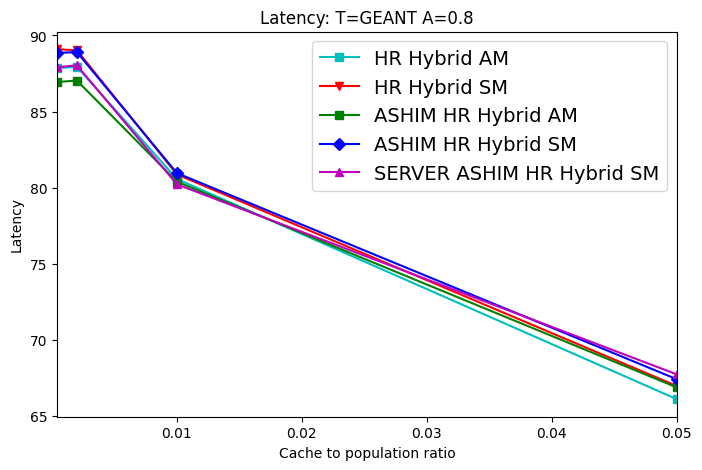 Latency: T=GEANT A=0.8
HR Hybrid AM
HR Hybrid SM
ASHIM HR Hybrid AM
ASHIM HR Hybrid SM
SERVER ASHIM HR Hybrid SM
Latency
90
85
80
75
70
65
0.01
0.02
0.03
0.04
0.05
Cache to population ratio